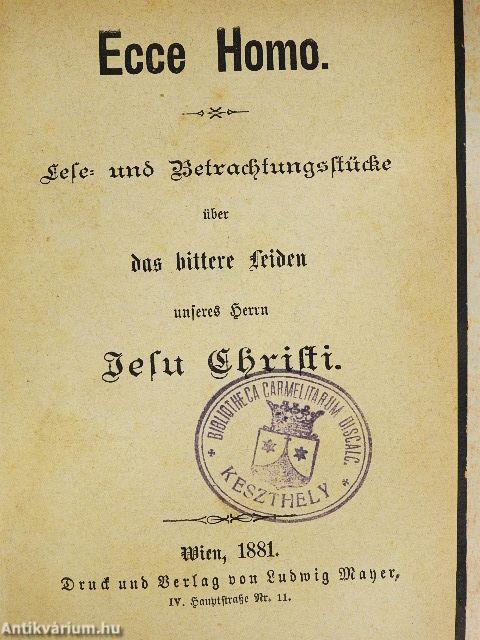 Ecce Homo.
Lese- und Betrachtungsstücke
über
das bittere Leiden
unseres Herrn
Jesu Christi.
* BIBLIOTHECA CARMELITARUM DISCALC. *
KESZTHELY
Wien, 1881.
Druck und Verlag von Ludwig Mayer,
IV. Hauptstraße Nr. 11.
Antikvárium.hu